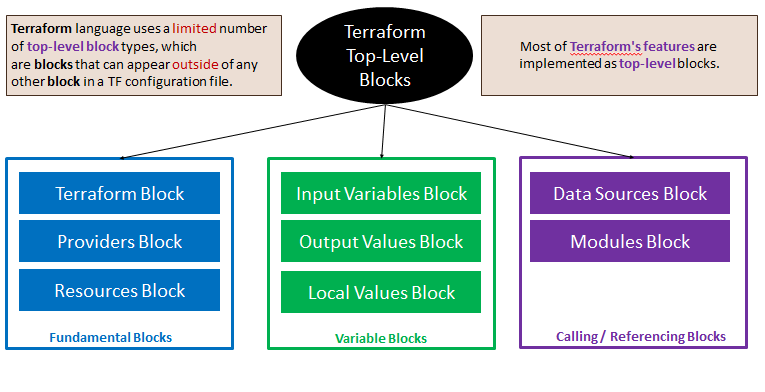 Terraform language uses a limited number
of top-level block types, which
are blocks that can appear outside of any
other block in a TF configuration file.
Terraform
Top-Level
Blocks
Most of Terraform's features are
implemented as top-level blocks.
Terraform Block
Providers Block
Resources Block
Fundamental Blocks
Input Variables Block
Output Values Block
Local Values Block
Variable Blocks
Data Sources Block
Modules Block
Calling / Referencing Blocks